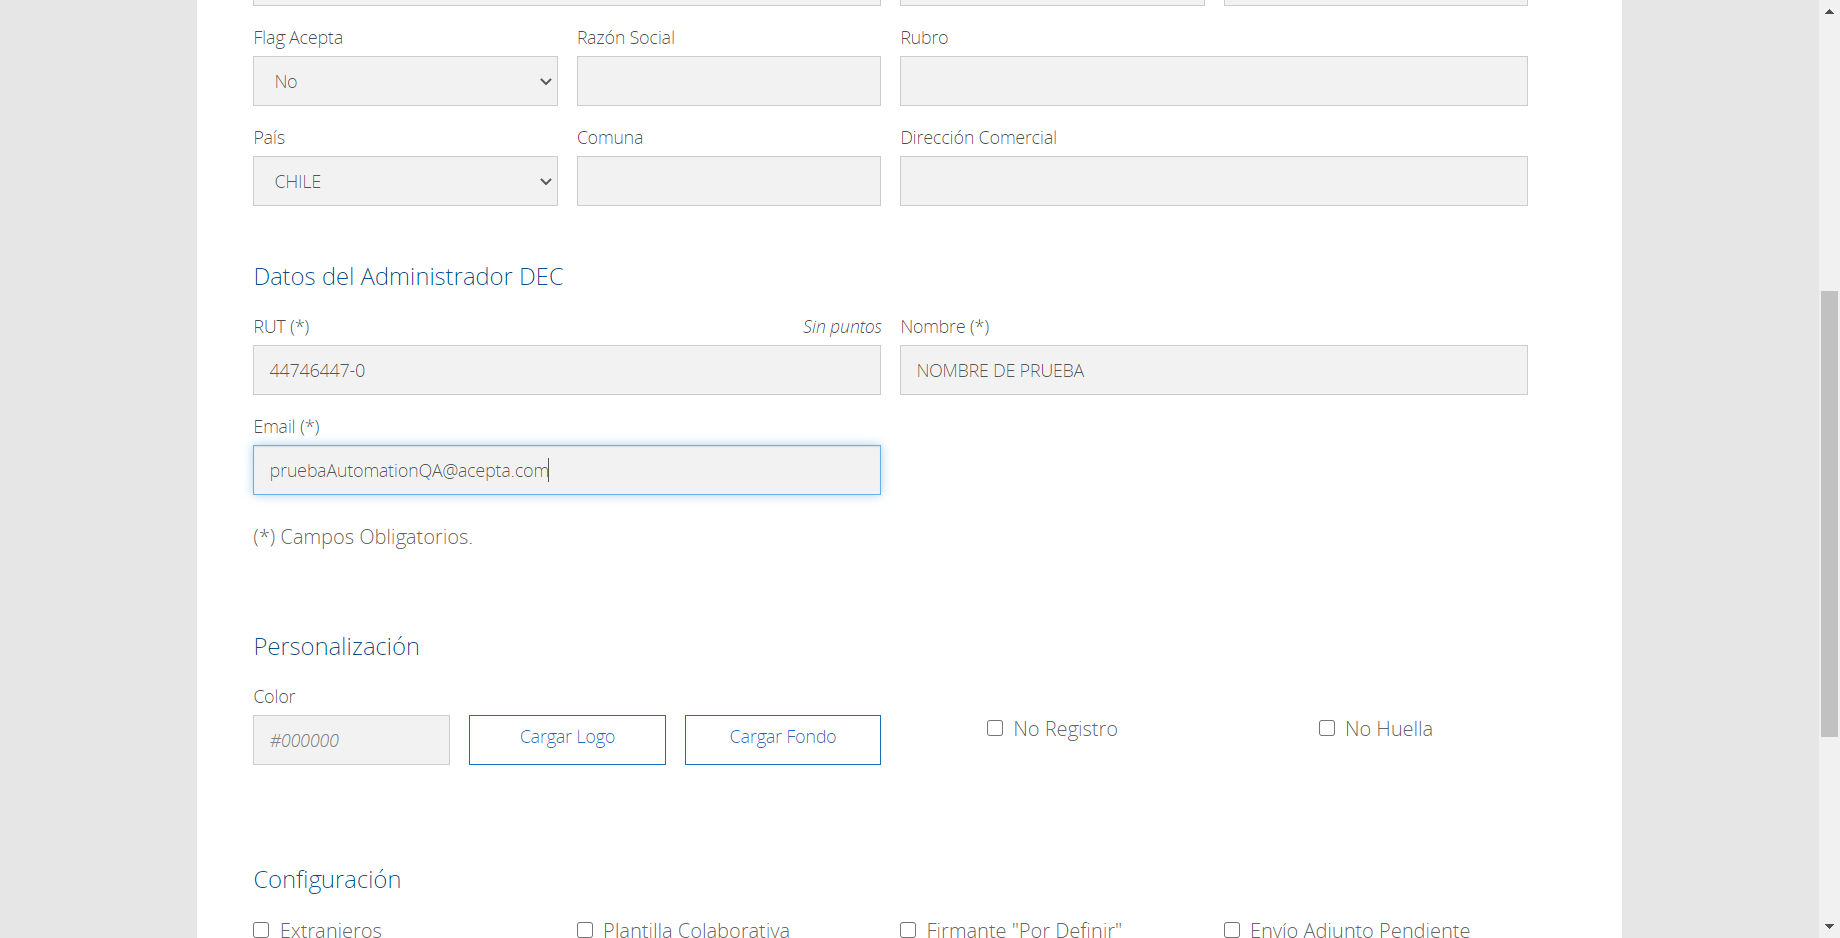 Flag Acepta Razón Social Rubro
No
País Comuna Dirección Comercial
CHILE
Datos del Administrador DEC
RUT (*) Sin puntos Nombre (*)
44746447-0 NOMBRE DE PRUEBA
Email (*)
pruebaAutomationQA@acepta.com
(*) Campos Obligatorios.
Personalización
Color
#000000 Cargar Logo Cargar Fondo No Registro No Huella
Configuración
Extranjeros Plantilla Colaborativa Firmante "Por Definir" Envío Adjunto Pendiente